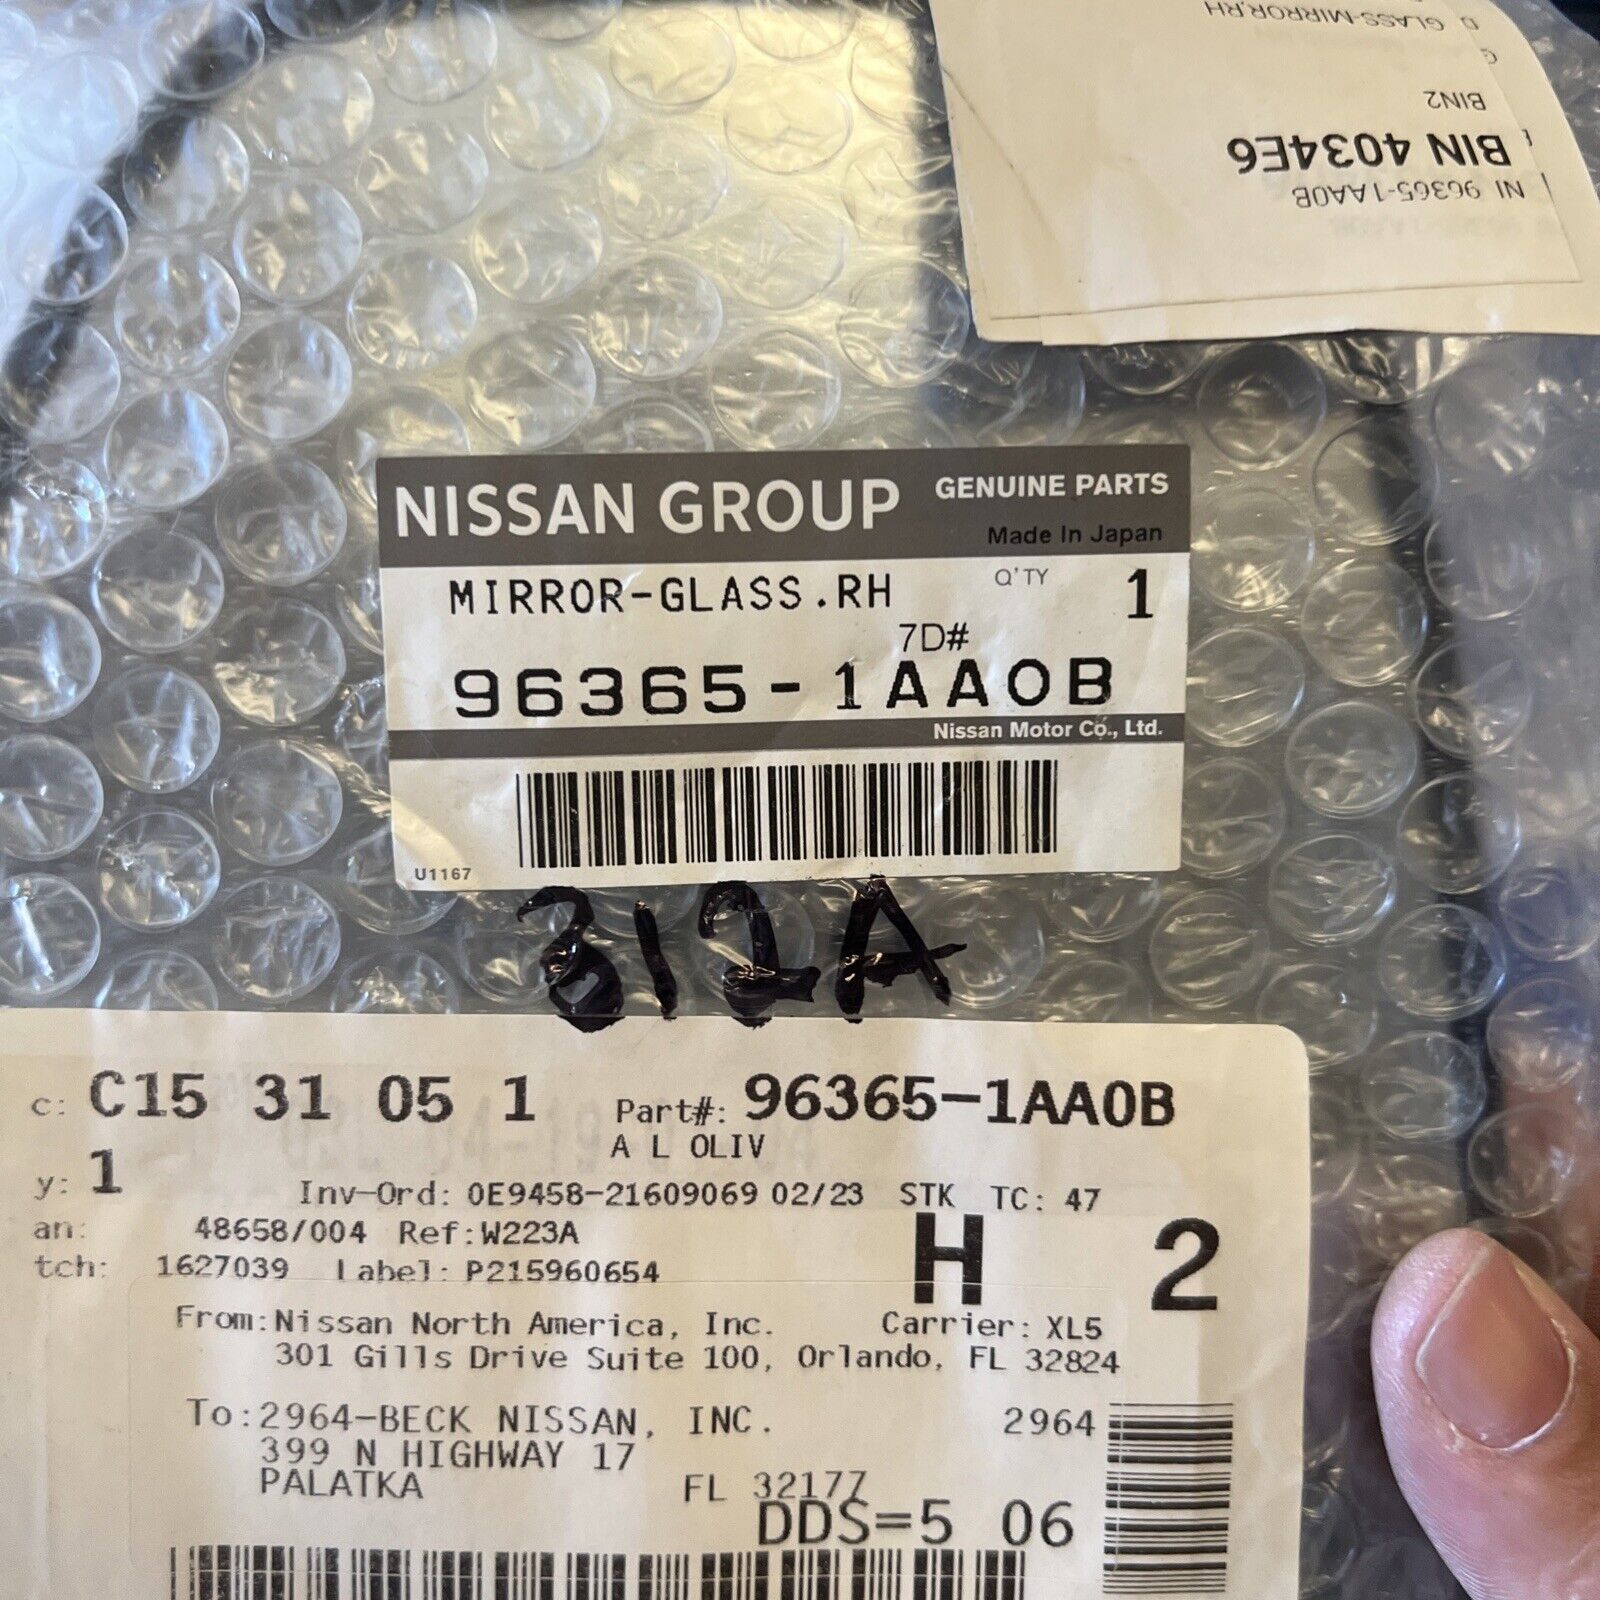 D GLASS-MIRROR,RH
BIN2
BIN 4034E6
NI 96365-1AA0B
NISSAN GROUP
GENUINE PARTS
Made In Japan
MIRROR-GLASS.RH
Q'TY 1
7D#
96365-1AA0B
Nissan Motor Co., Ltd.
U1167
312A
c: C15 31 05 1 Part#: 96365-1AA0B
A L OLIV
y: 1
Inv-Ord: 0E9458-21609069 02/23 STK TC: 47
an: 48658/004 Ref:W223A
tch: 1627039 Label: P215960654
H 2
From:Nissan North America, Inc. Carrier: XL5
301 Gills Drive Suite 100, Orlando, FL 32824
To:2964-BECK NISSAN, INC. 2964
399 N HIGHWAY 17
PALATKA FL 32177
DDS=5 06